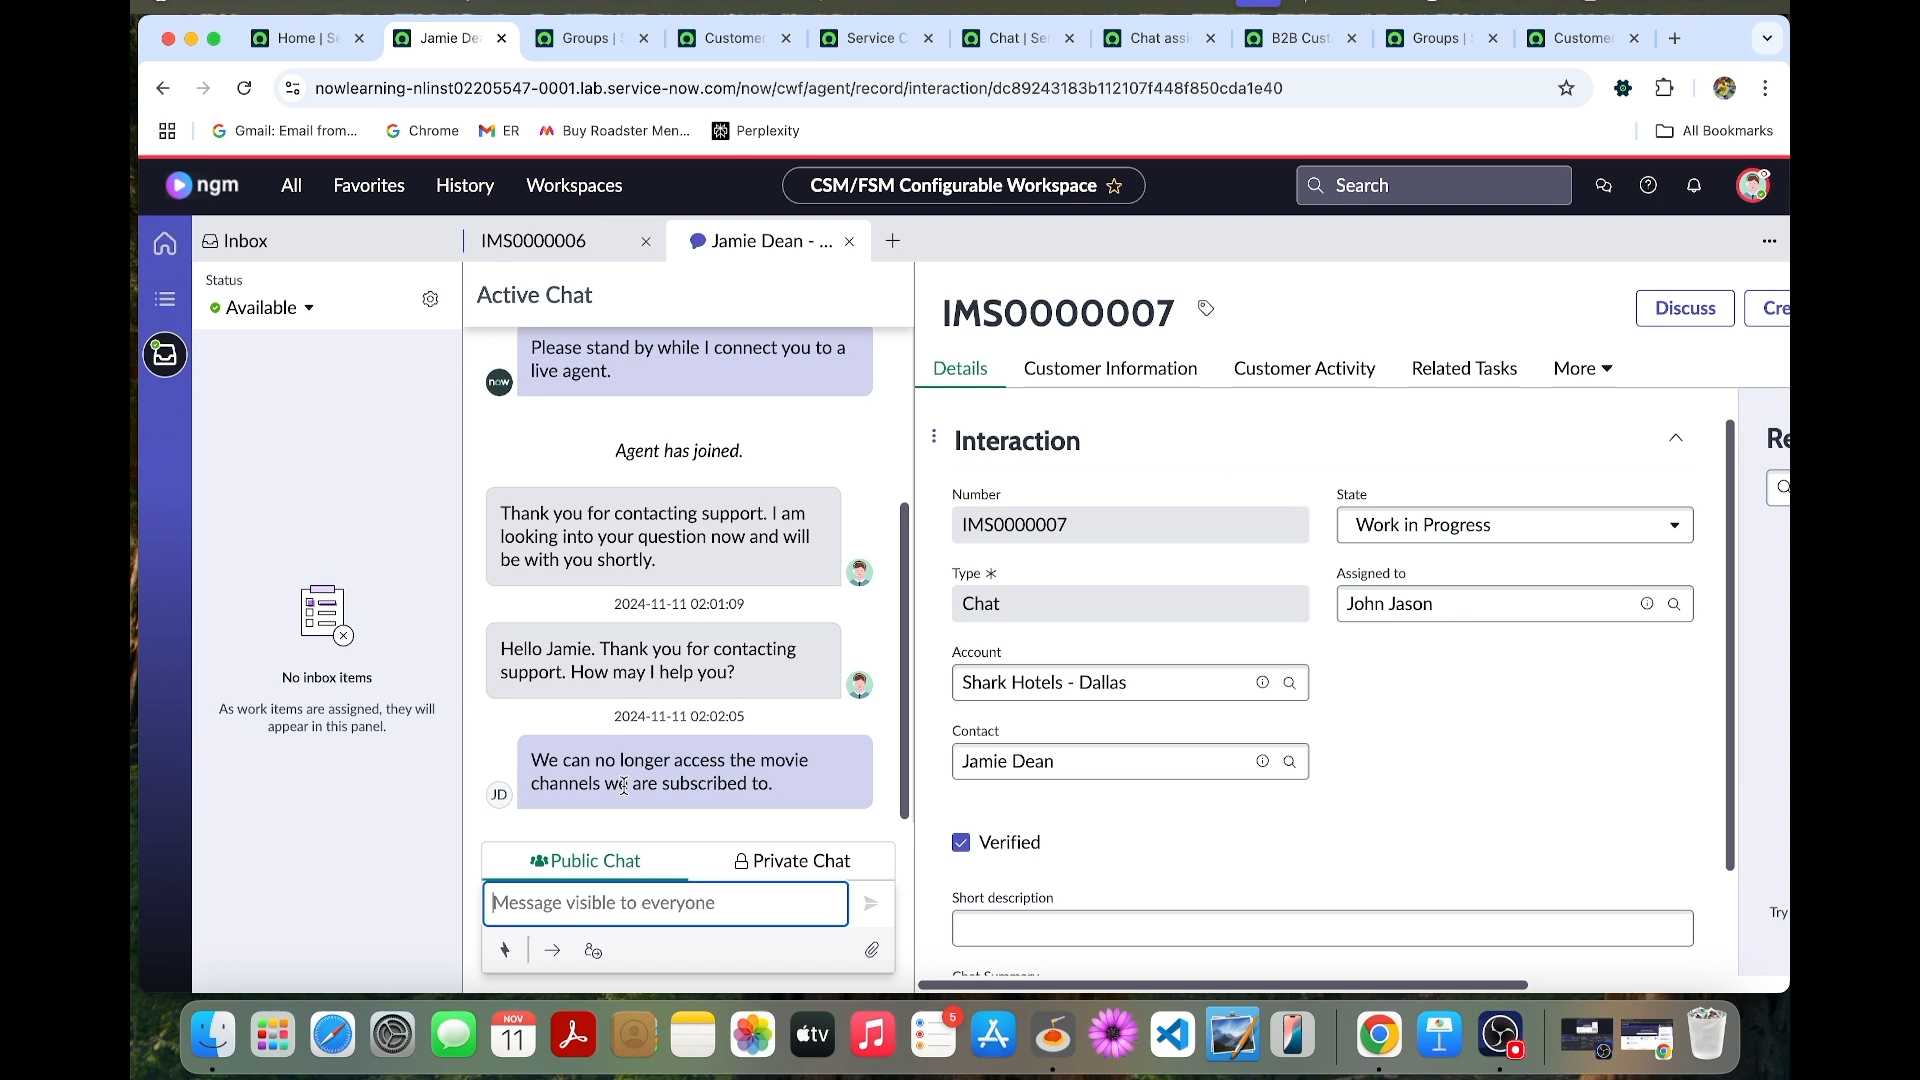 Home | S
Jamie De
Groups | S
Customer
Service C
Chat | Ser
Chat assi
B2B Cust
Groups | S
Customer
nowlearning-nlinst02205547-0001.lab.service-now.com/now/cwf/agent/record/interaction/dc89243183b112107f448f850cda1e40
Gmail: Email from...
Chrome
ER
Buy Roadster Men...
Perplexity
All Bookmarks
ngm
All
Favorites
History
Workspaces
CSM/FSM Configurable Workspace
Search
Inbox
IMS0000006
Jamie Dean - ...
Status
Available
No inbox items
As work items are assigned, they will
appear in this panel.
Active Chat
Please stand by while I connect you to a
live agent.
now
Agent has joined.
Thank you for contacting support. I am
looking into your question now and will
be with you shortly.
2024-11-11 02:01:09
Hello Jamie. Thank you for contacting
support. How may I help you?
2024-11-11 02:02:05
We can no longer access the movie
channels we are subscribed to.
JD
Public Chat
Private Chat
Message visible to everyone
IMS0000007
Discuss
Cre
Details
Customer Information
Customer Activity
Related Tasks
More
Interaction
Re
Number
IMS0000007
State
Work in Progress
Type
Chat
Assigned to
John Jason
Account
Shark Hotels - Dallas
Contact
Jamie Dean
Verified
Short description
Try
Chat Summary
NOV
11
tv
5